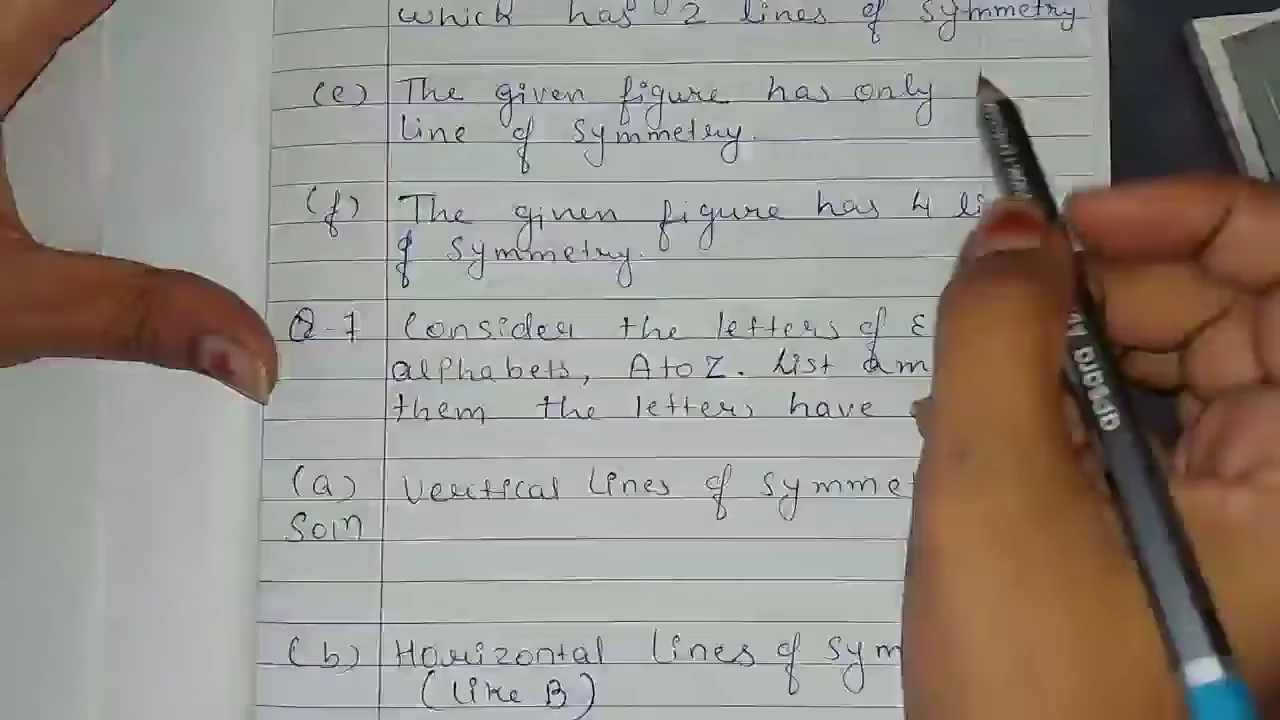 which has 2 lines of symmetry
(e) The given figure has only
line of symmetry.
(f) The given figure has 4 li
of symmetry.
Q-7 Consider the letters of E
alphabets, A to Z. List am
them the letters have
(a) Vertical lines of symme
Soln
(b) Horizontal lines of sym
(like B)
APSARA